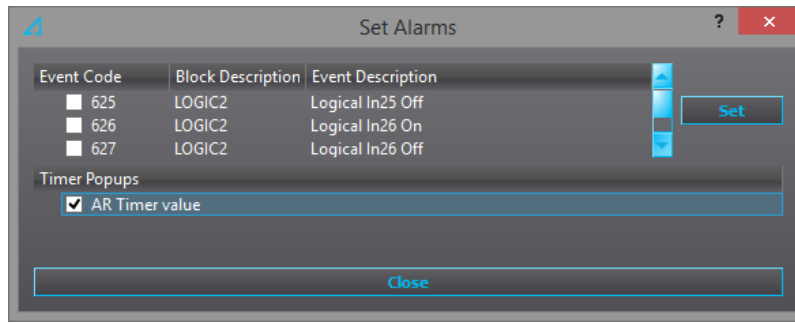 Set Alarms ?
Event Code Block Description Event Description
625 LOGIC2 Logical In25 Off
626 LOGIC2 Logical In26 On
627 LOGIC2 Logical In26 Off
Set
Timer Popups
AR Timer value
Close